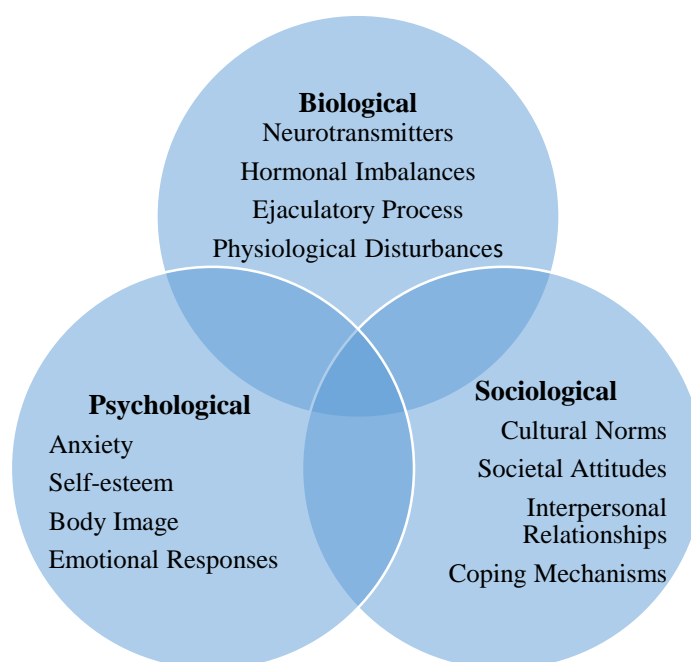 Biological
Neurotransmitters
Hormonal Imbalances
Ejaculatory Process
Physiological Disturbances
Psychological
Anxiety
Self-esteem
Body Image
Emotional Responses
Sociological
Cultural Norms
Societal Attitudes
Interpersonal
Relationships
Coping Mechanisms